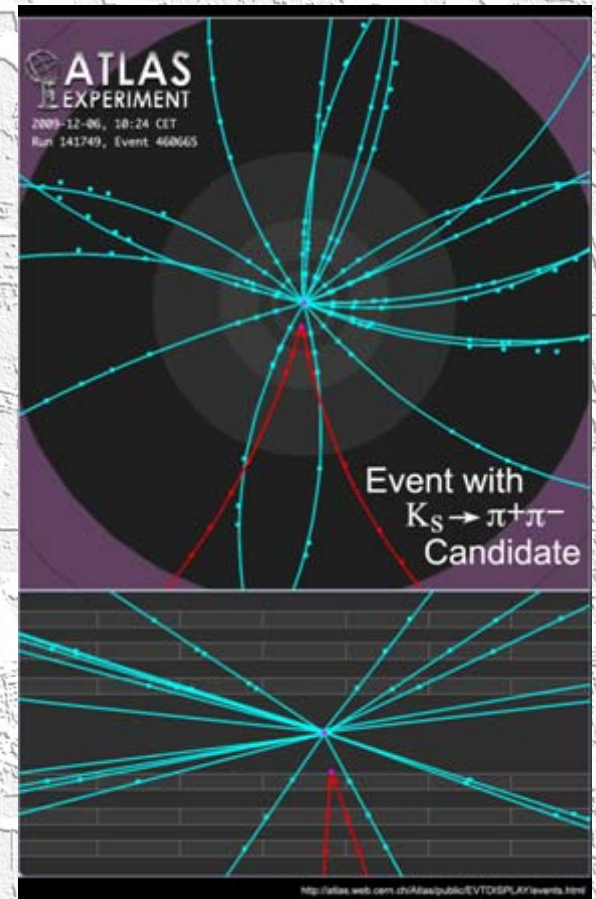 ATLAS
EXPERIMENT
2009-12-06, 10:24 CET
Run 141749, Event 460665
Event with
K_S → π+π−
Candidate
http://atlas.web.cern.ch/Atlas/public/EVTDISPLAY/events.html